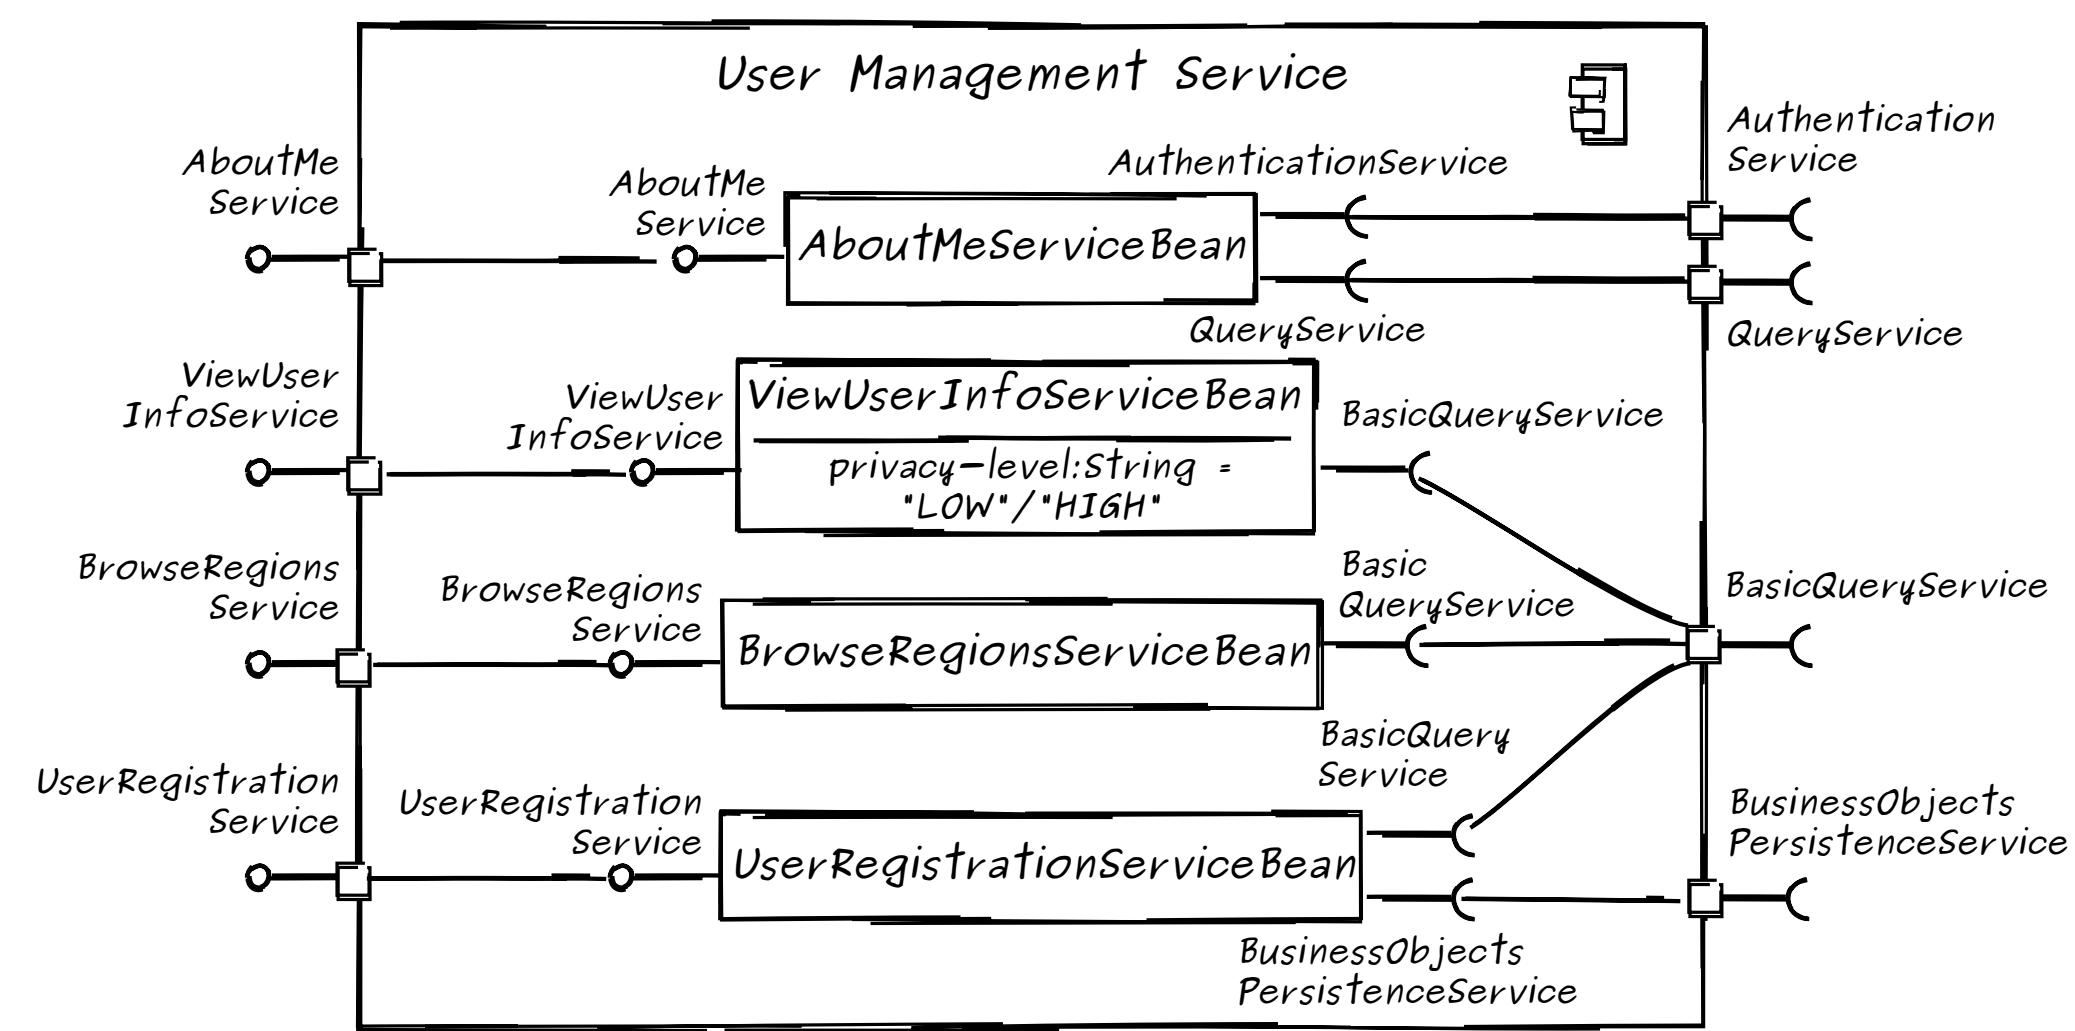 User Management Service
Authentication
Service
AboutMe
Service
AboutMe
Service
AuthenticationService
AboutMeServiceBean
QueryService
QueryService
ViewUser
InfoService
ViewUser
InfoService
ViewUserInfoServiceBean
privacy-level:String =
"LOW"/"HIGH"
BasicQueryService
BrowseRegions
Service
BrowseRegions
Service
BrowseRegionsServiceBean
Basic
QueryService
BasicQueryService
UserRegistration
Service
UserRegistration
Service
UserRegistrationServiceBean
BasicQuery
Service
BusinessObjects
PersistenceService
BusinessObjects
PersistenceService